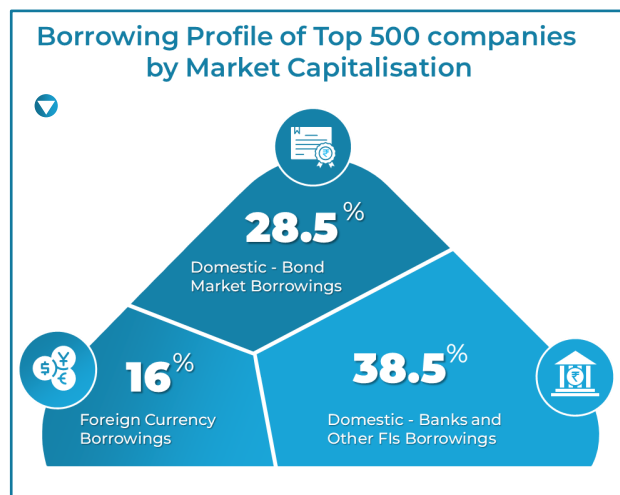 Borrowing Profile of Top 500 companies
by Market Capitalisation
28.5%
Domestic - Bond
Market Borrowings
16%
Foreign Currency
Borrowings
38.5%
Domestic - Banks and
Other FIs Borrowings